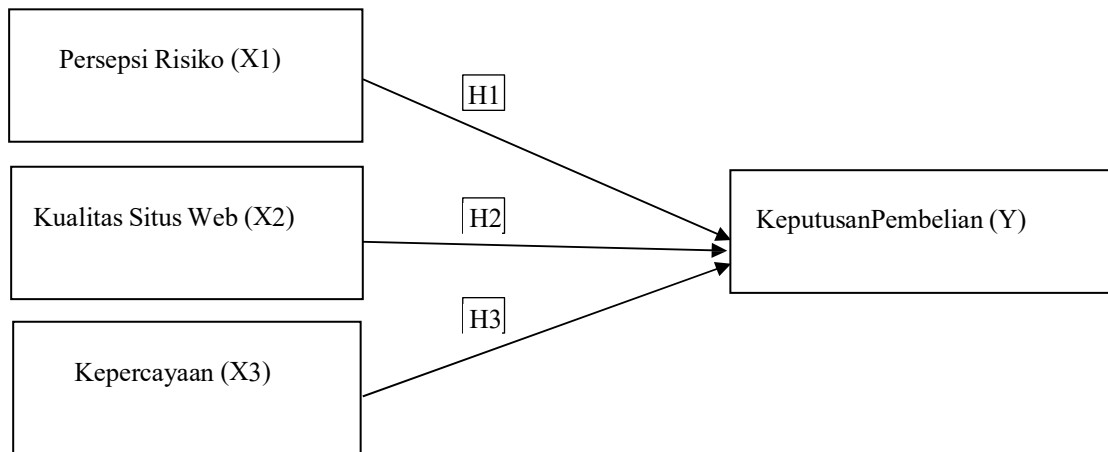 Persepsi Risiko (X1)
H1
Kualitas Situs Web (X2)
H2
KeputusanPembelian (Y)
H3
Kepercayaan (X3)